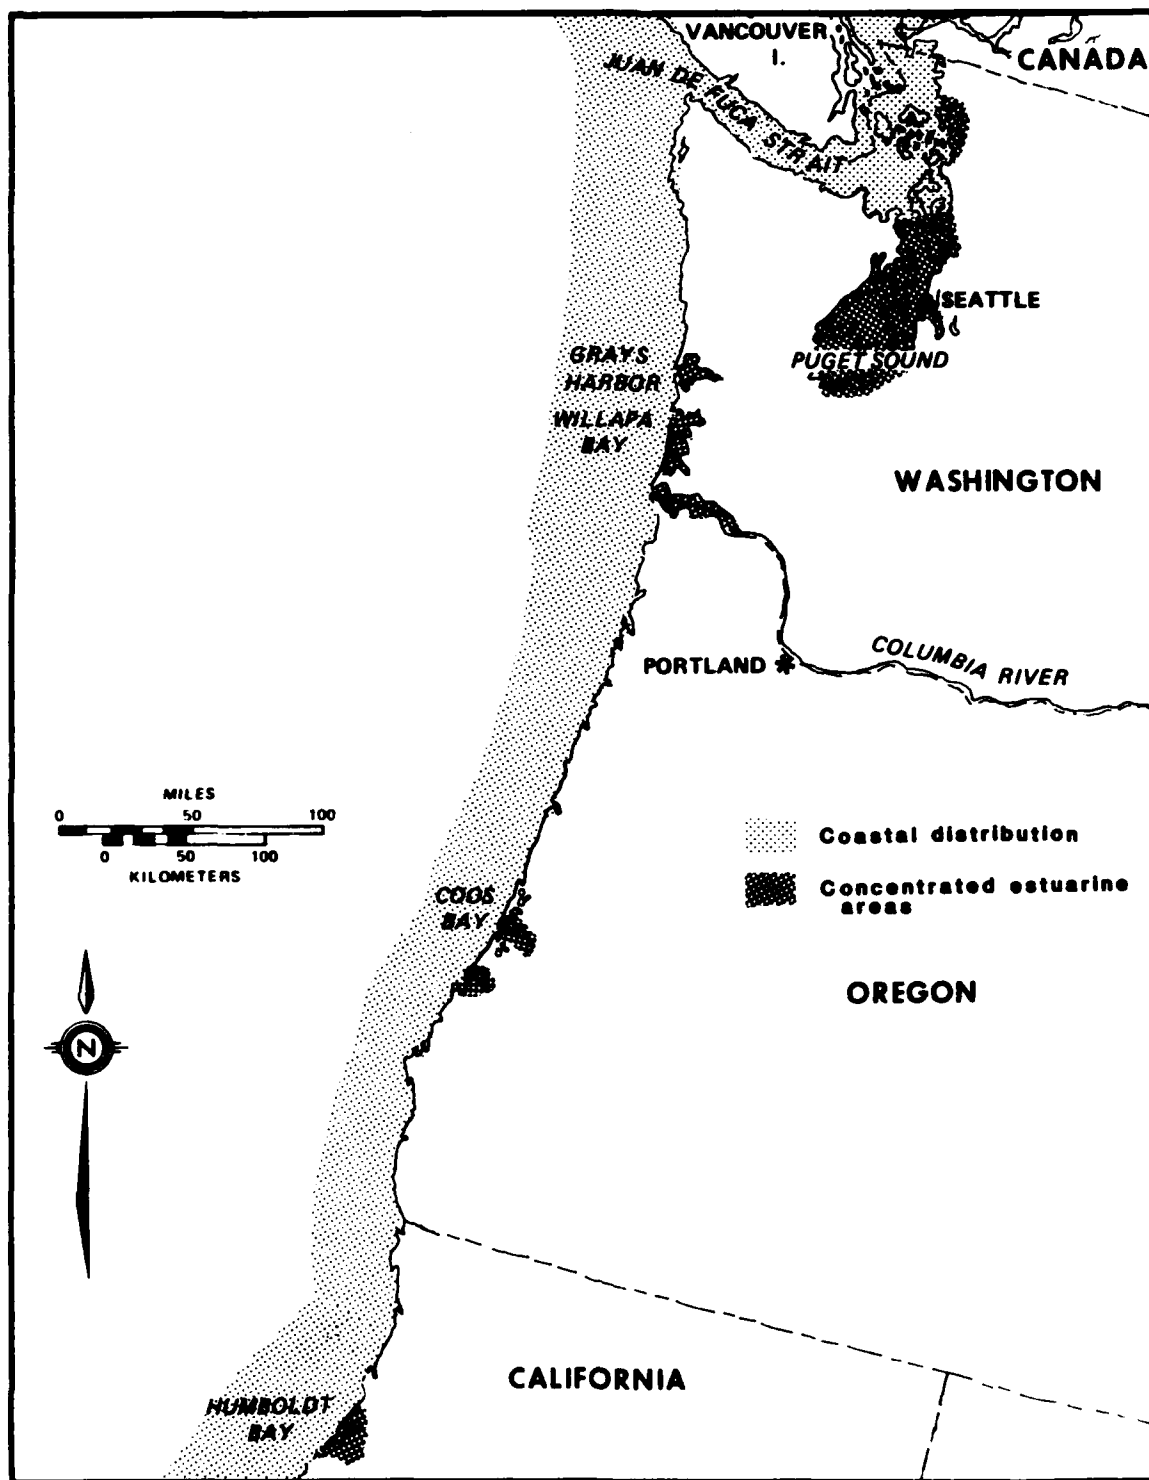 VANCOUVER
I.
CANADA
JUAN DE FUCA STRAIT
SEATTLE
PUGET SOUND
GRAYS
HARBOR
WILLAPA
BAY
WASHINGTON
PORTLAND
COLUMBIA RIVER
MILES
0 50 100
0 50 100
KILOMETERS
Coastal distribution
Concentrated estuarine
areas
COOS
BAY
OREGON
N
CALIFORNIA
HUMBOLDT
BAY